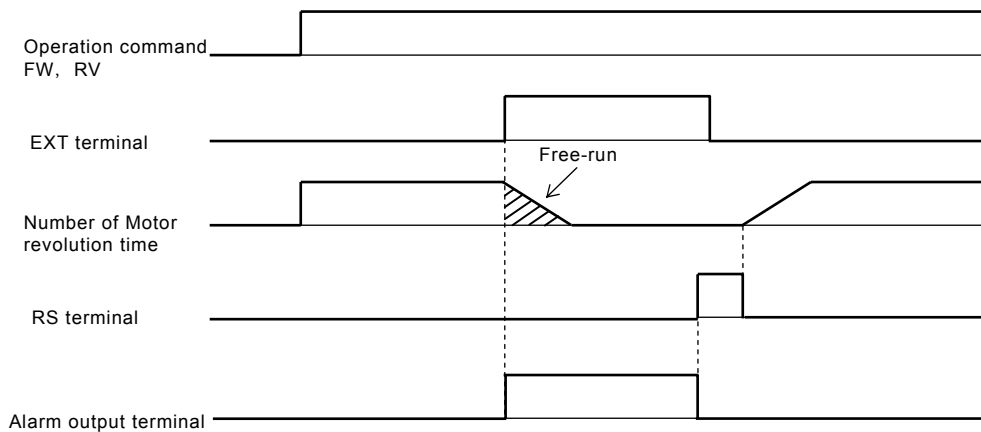 Operation command
FW, RV
EXT terminal
Free-run
Number of Motor
revolution time
RS terminal
Alarm output terminal